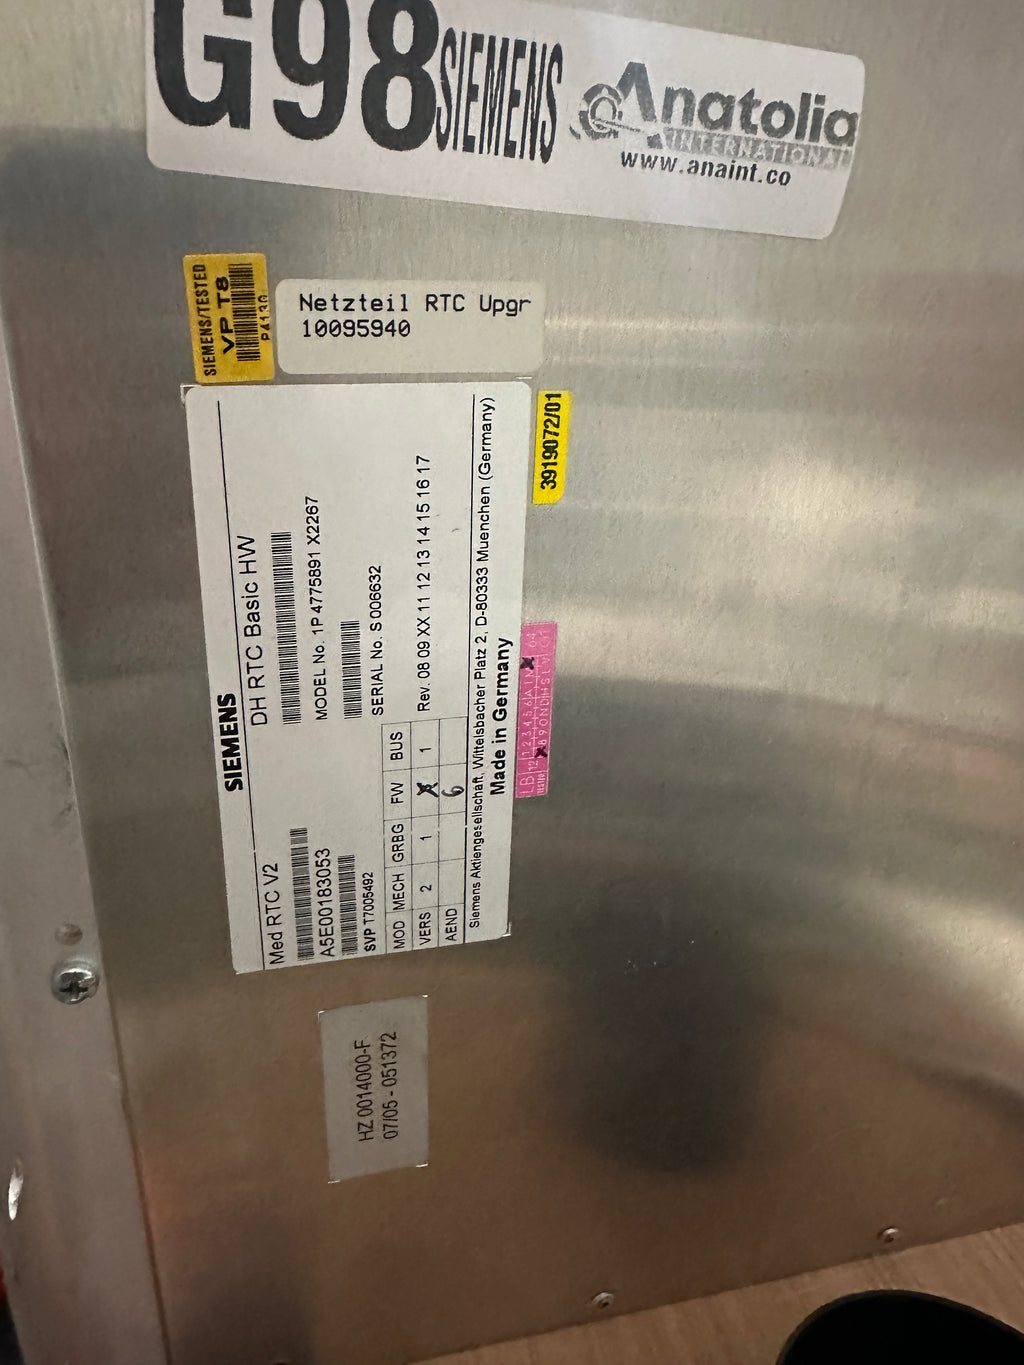 G98 SIEMENS Anatolia
INTERNATIONAL
www.anaint.co
SIEMENS/TESTED
VP T8
Netzteil RTC Upgr
10095940
3919072/01
SIEMENS
Med RTC V2 DH RTC Basic HW
A5E00183053 MODEL No. 1P 4775891 X2267
SVP T7005492 SERIAL No. S 006632
MOD MECH GRBG FW BUS
VERS 2 1 X 1 Rev. 08 09 XX 11 12 13 14 15 16 17
AEND 6
Siemens Aktiengesellschaft, Wittelsbacher Platz 2, D-80333 Muenchen (Germany)
Made in Germany
HZ 0014000-F
07/05 - 051372